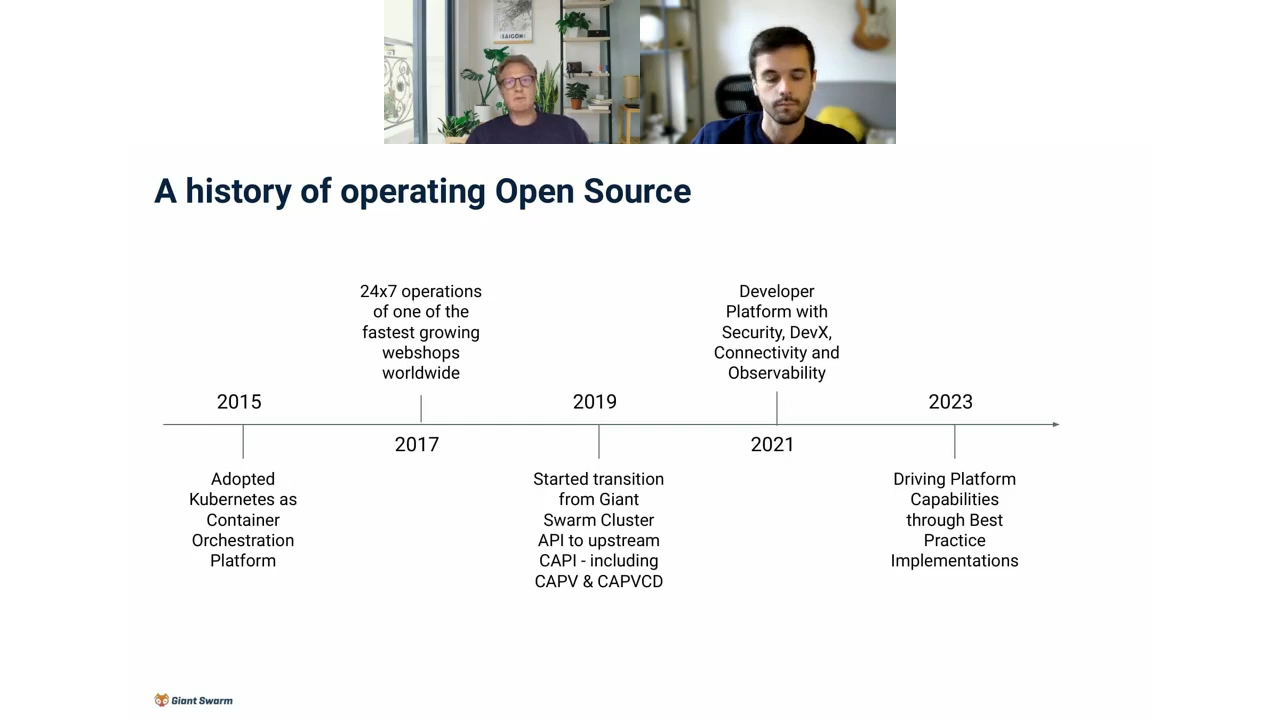 SAIGON
A history of operating Open Source
24x7 operations
of one of the
fastest growing
webshops
worldwide
Developer
Platform with
Security, DevX,
Connectivity and
Observability
2015
2019
2023
2017
2021
Adopted
Kubernetes as
Container
Orchestration
Platform
Started transition
from Giant
Swarm Cluster
API to upstream
CAPI - including
CAPV & CAPVCD
Driving Platform
Capabilities
through Best
Practice
Implementations
Giant Swarm